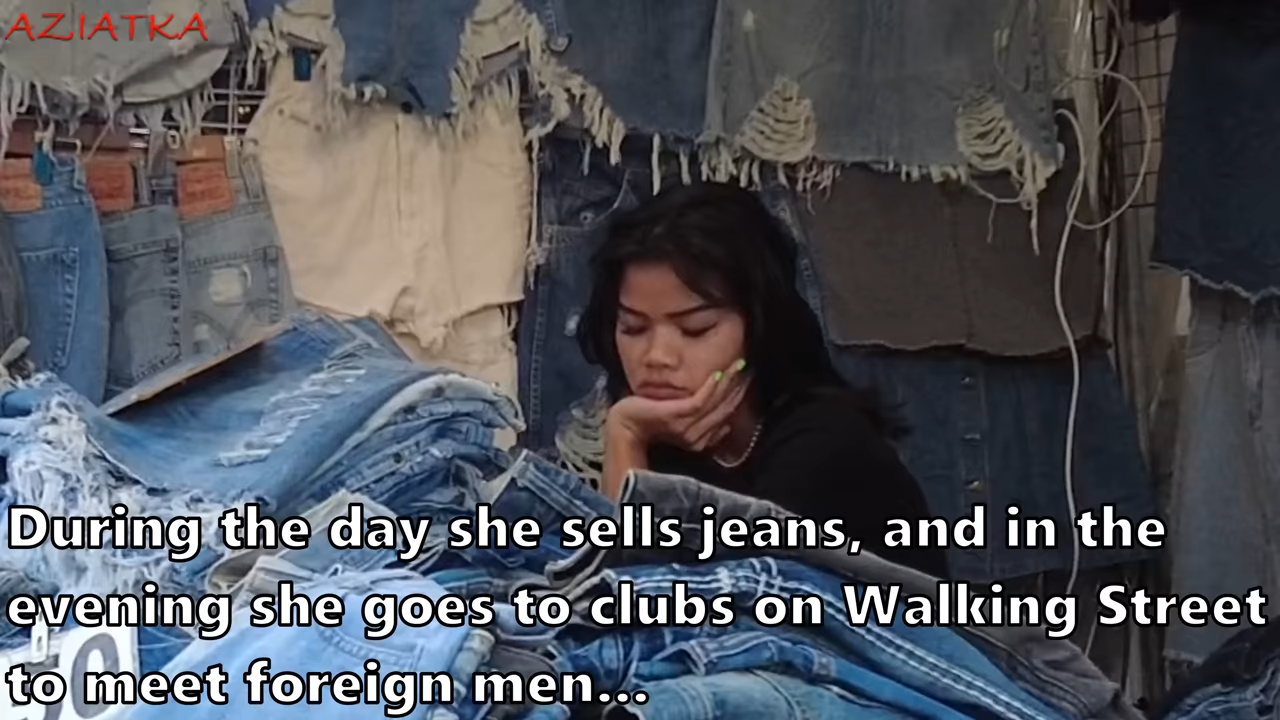 AZIATKA
During the day she sells jeans, and in the
evening she goes to clubs on Walking Street
to meet foreign men...